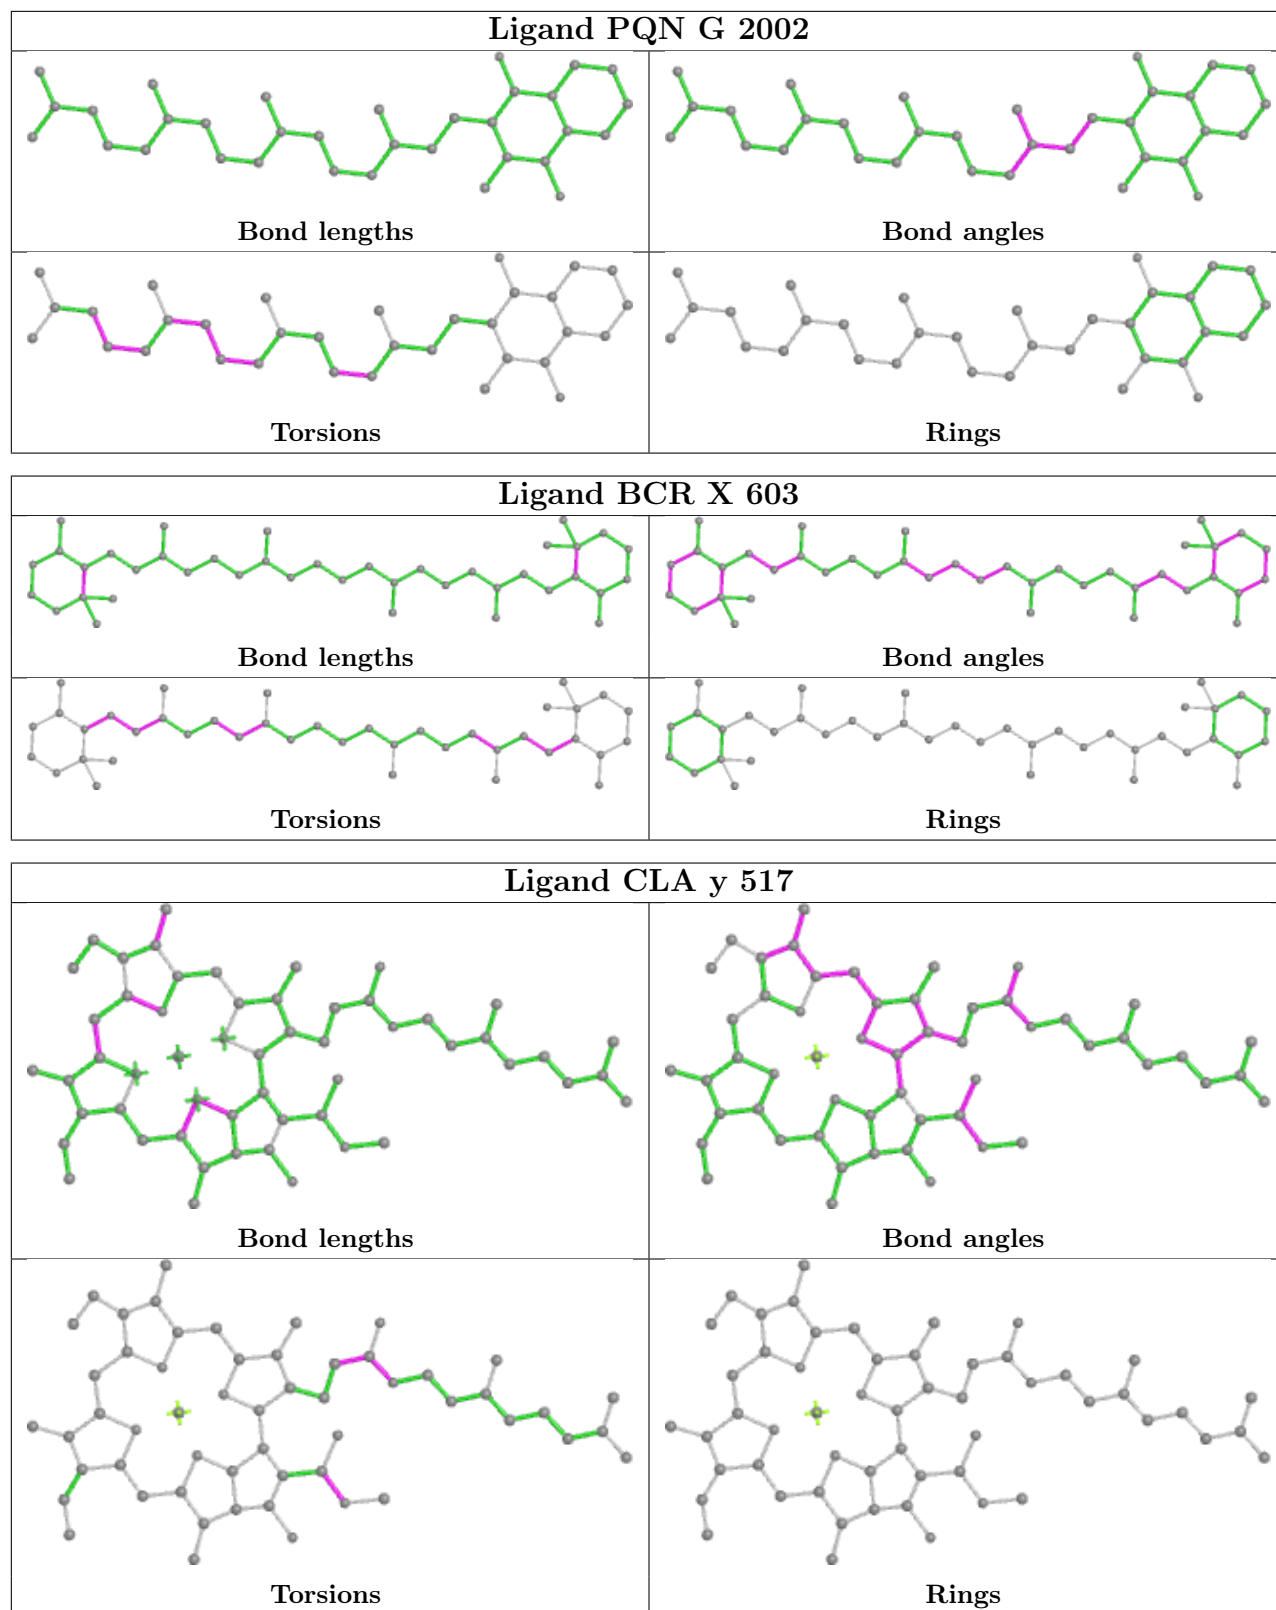 Ligand PQN G 2002
Bond lengths
Bond angles
Torsions
Rings
Ligand BCR X 603
Bond lengths
Bond angles
Torsions
Rings
Ligand CLA y 517
Bond lengths
Bond angles
Torsions
Rings